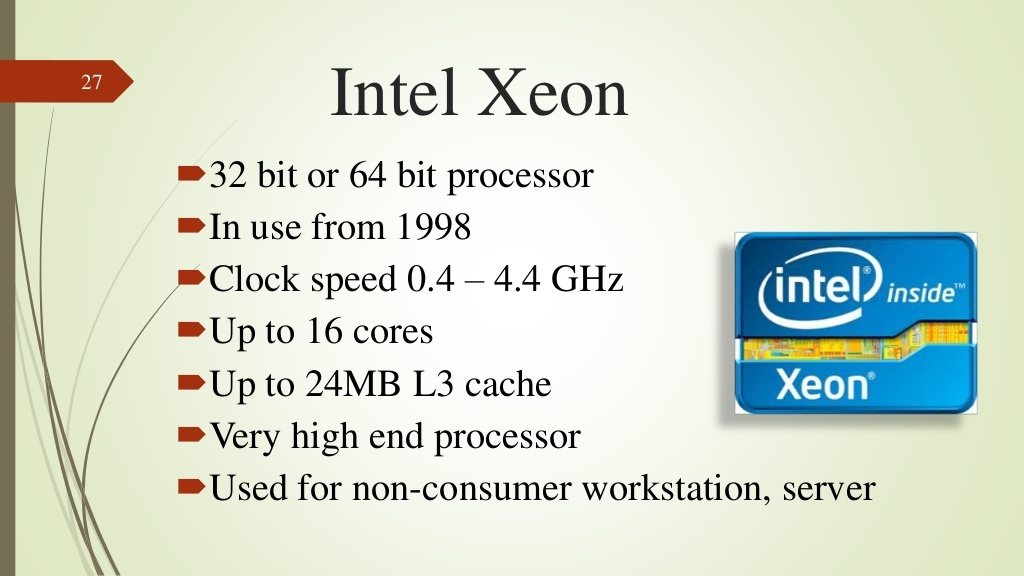 27
Intel Xeon
32 bit or 64 bit processor
In use from 1998
Clock speed 0.4 – 4.4 GHz
Up to 16 cores
Up to 24MB L3 cache
Very high end processor
Used for non-consumer workstation, server
intel® inside™
Xeon®